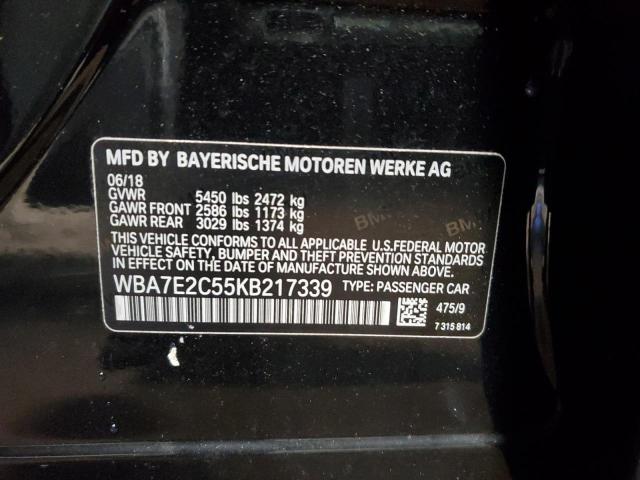 MFD BY BAYERISCHE MOTOREN WERKE AG
06/18
GVWR 5450 lbs 2472 kg
GAWR FRONT 2586 lbs 1173 kg
GAWR REAR 3029 lbs 1374 kg
THIS VEHICLE CONFORMS TO ALL APPLICABLE U.S.FEDERAL MOTOR
VEHICLE SAFETY, BUMPER, AND THEFT PREVENTION STANDARDS
IN EFFECT ON THE DATE OF MANUFACTURE SHOWN ABOVE.
WBA7E2C55KB217339 TYPE: PASSENGER CAR
475/9
7 315 814